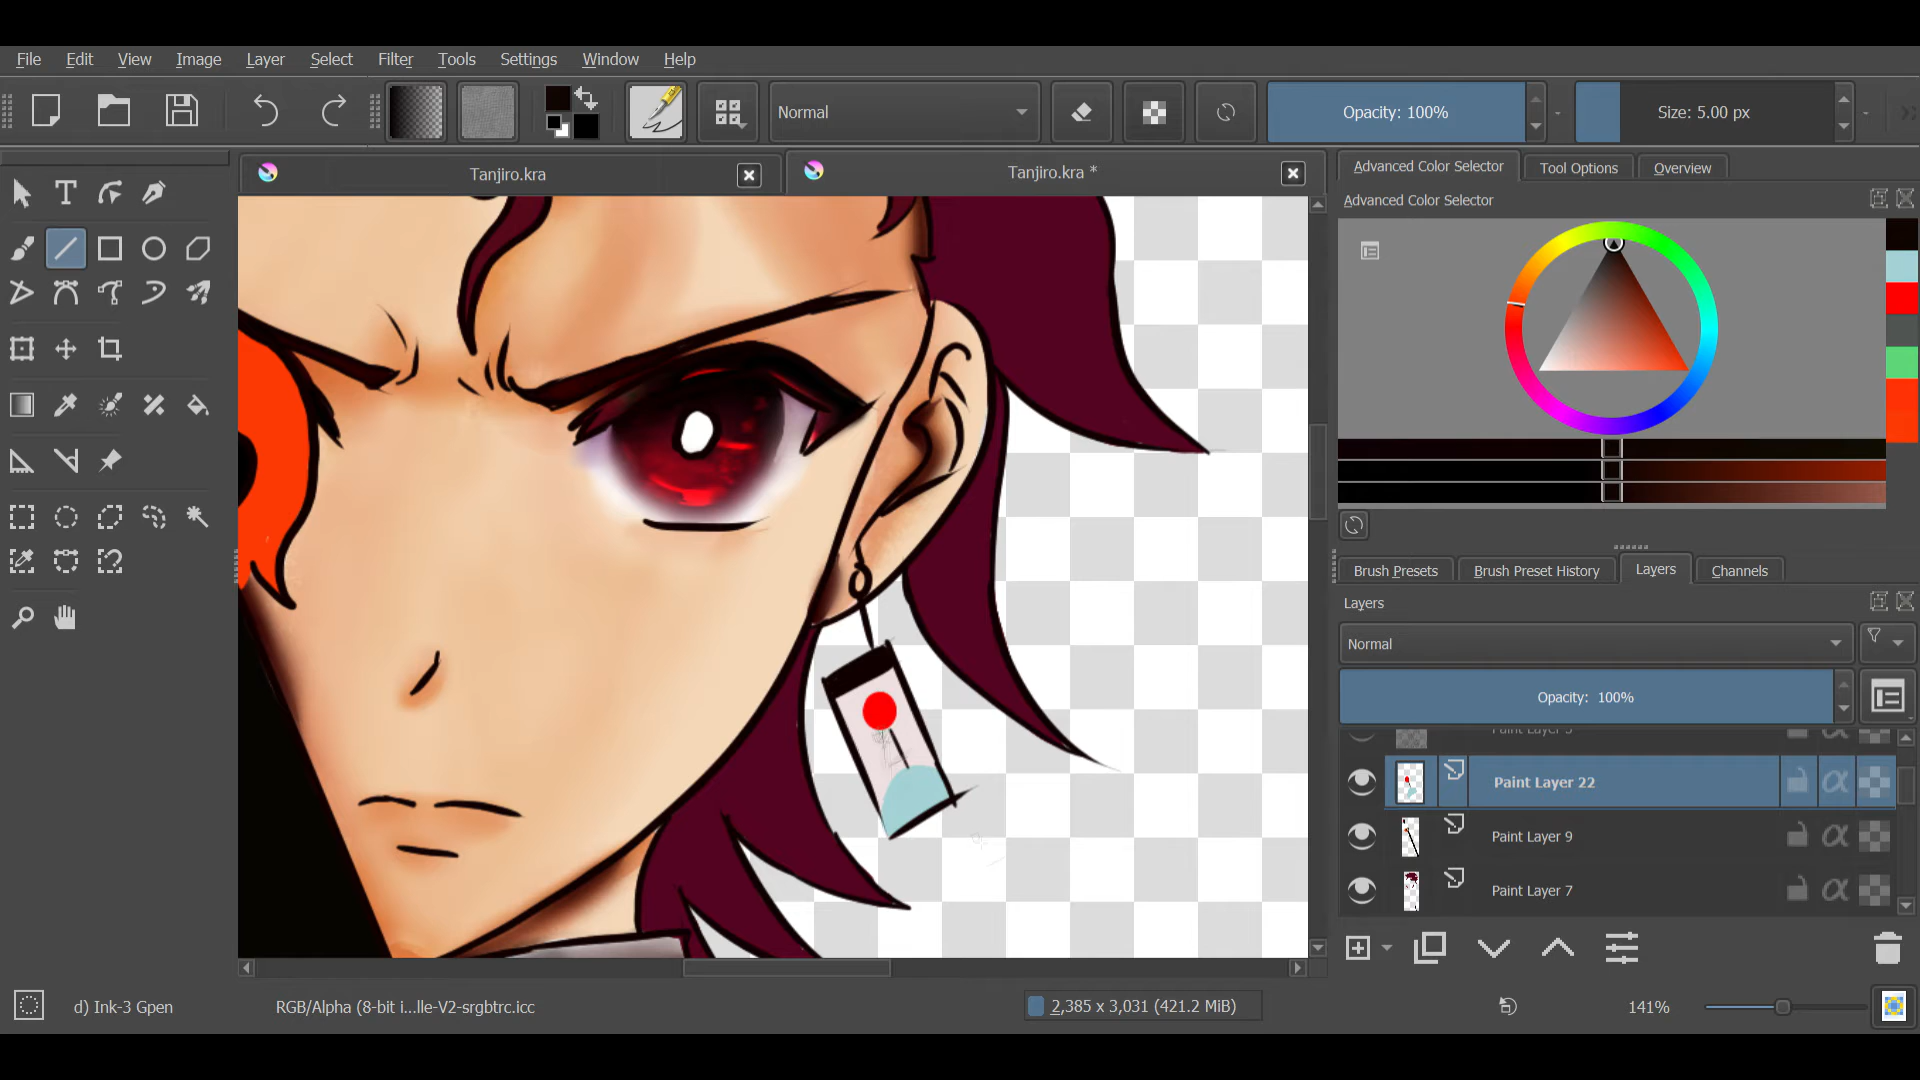 File Edit View Image Layer Select Filter Tools Settings Window Help
Normal
Opacity: 100%
Size: 5.00 px
Tanjiro.kra
Tanjiro.kra *
Advanced Color Selector
Tool Options
Overview
Advanced Color Selector
Brush Presets
Brush Preset History
Layers
Channels
Layers
Normal
Opacity: 100%
Paint Layer 22
Paint Layer 9
Paint Layer 7
d) Ink-3 Gpen
RGB/Alpha (8-bit i...lle-V2-srgbtrc.icc
2,385 x 3,031 (421.2 MiB)
141%